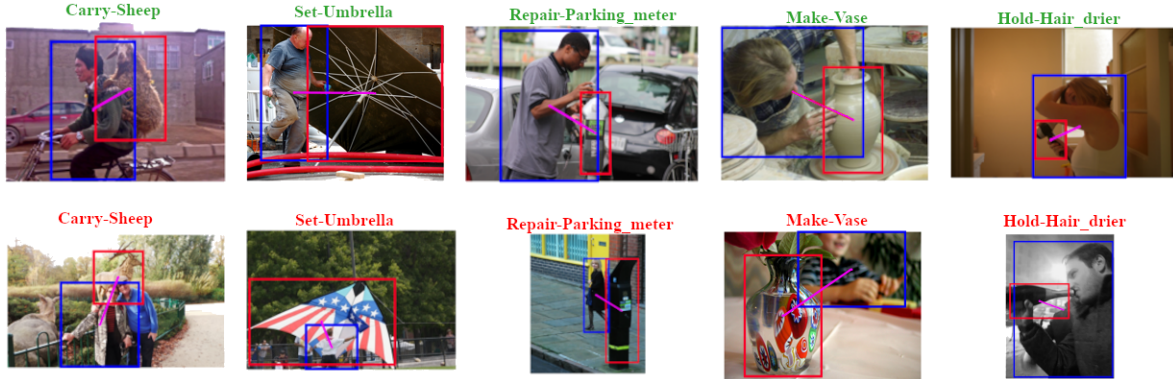 Carry-Sheep
Set-Umbrella
Repair-Parking_meter
Make-Vase
Hold-Hair_drier
Carry-Sheep
Set-Umbrella
Repair-Parking_meter
Make-Vase
Hold-Hair_drier